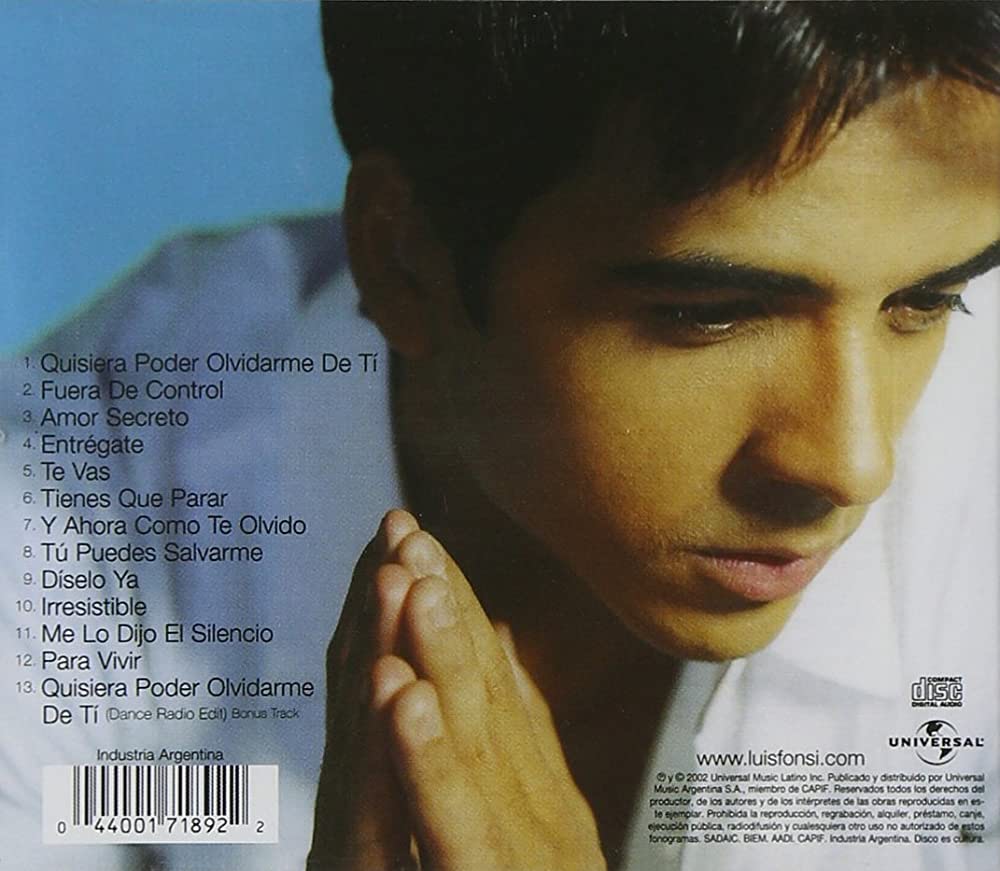 1. Quisiera Poder Olvidarme De Tí
2. Fuera De Control
3. Amor Secreto
4. Entrégate
5. Te Vas
6. Tienes Que Parar
7. Y Ahora Como Te Olvido
8. Tú Puedes Salvarme
9. Díselo Ya
10. Irresistible
11. Me Lo Dijo El Silencio
12. Para Vivir
13. Quisiera Poder Olvidarme
De Tí (Dance Radio Edit) Bonus Track
Industria Argentina
0 44001 71892 2
COMPACT
disc
DIGITAL AUDIO
UNIVERSAL
www.luisfonsi.com
℗ y © 2002 Universal Music Latino Inc. Publicado y distribuido por Universal
Music Argentina S.A., miembro de CAPIF. Reservados todos los derechos del
productor, de los autores y de los intérpretes de las obras reproducidas en es-
te ejemplar. Prohibida la reproducción, regrabación, alquiler, préstamo, canje,
ejecución pública, radiodifusión y cualesquiera otro uso no autorizado de estos
fonogramas. SADAIC. BIEM. AADI. CAPIF. Industria Argentina. Disco es cultura.